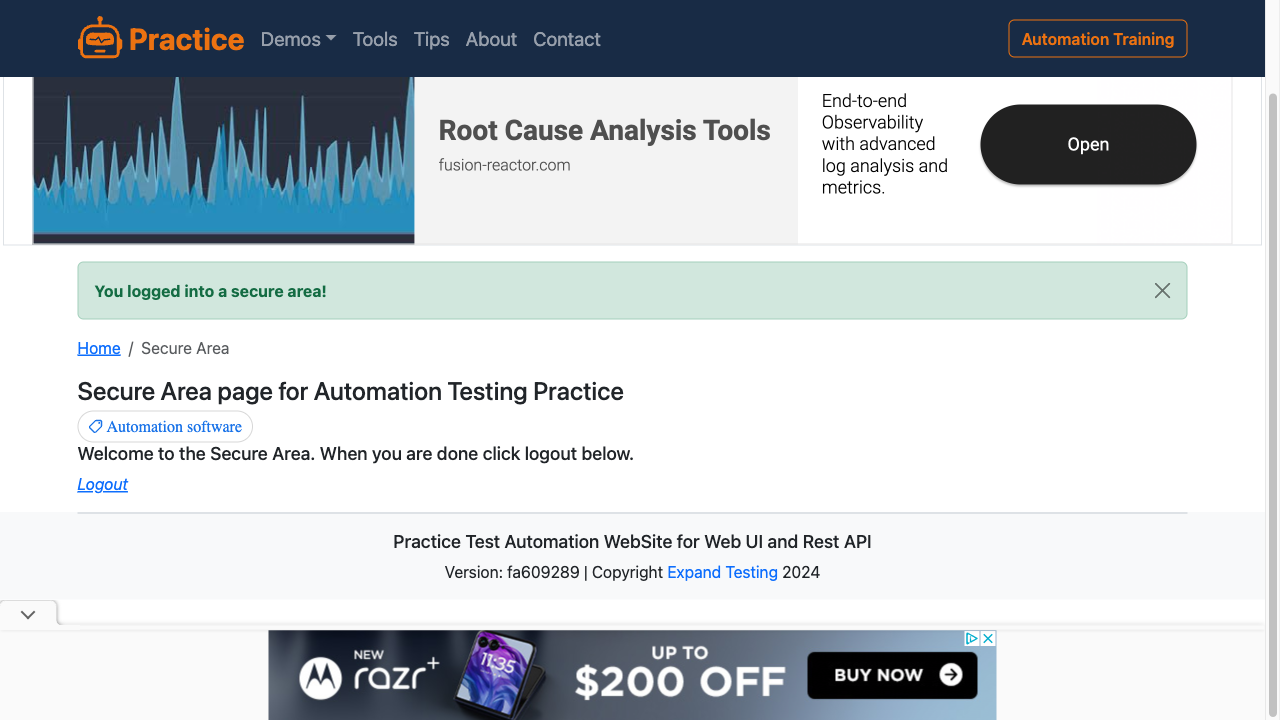 Practice Demos Tools Tips About Contact Automation Training
Root Cause Analysis Tools
fusion-reactor.com
End-to-end
Observability
with advanced
log analysis and
metrics.
Open
You logged into a secure area!
Home / Secure Area
Secure Area page for Automation Testing Practice
Automation software
Welcome to the Secure Area. When you are done click logout below.
Logout
Practice Test Automation WebSite for Web UI and Rest API
Version: fa609289 | Copyright Expand Testing 2024
NEW
razr+
11:35
UP TO
$200 OFF
BUY NOW